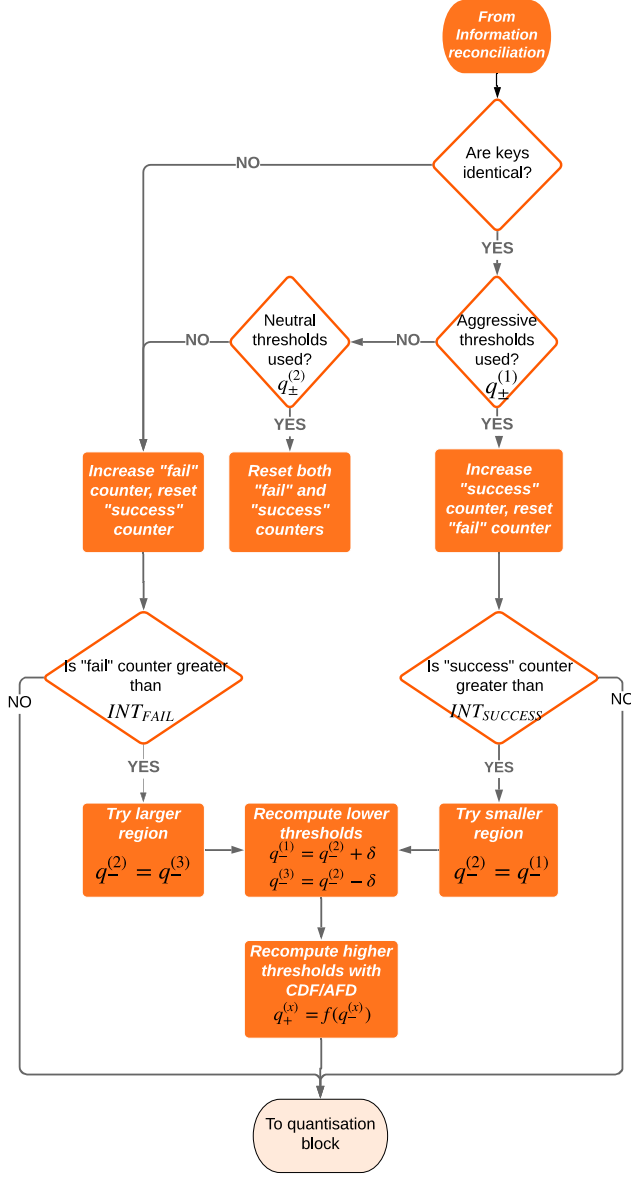 From
Information
reconciliation
Are keys
identical?
NO
YES
Neutral
thresholds
used?
q₋₊⁽²⁾
NO
Aggressive
thresholds
used?
q±⁽¹⁾
NO
YES
YES
Increase "fail"
counter, reset
"success"
counter
Reset both
"fail" and
"success"
counters
Increase
"success"
counter, reset
"fail" counter
Is "fail" counter greater
than
INT_FAIL
Is "success" counter
greater than
INT_SUCCESS
NO
NO
YES
YES
Try larger
region
q₋⁽²⁾ = q₋⁽³⁾
Recompute lower
thresholds
q₋⁽¹⁾ = q₋⁽²⁾ + δ
q₋⁽³⁾ = q₋⁽²⁾ − δ
Try smaller
region
q₋⁽²⁾ = q₋⁽¹⁾
Recompute higher
thresholds with
CDF/AFD
q₊⁽ˣ⁾ = f(q₋⁽ˣ⁾)
To quantisation
block